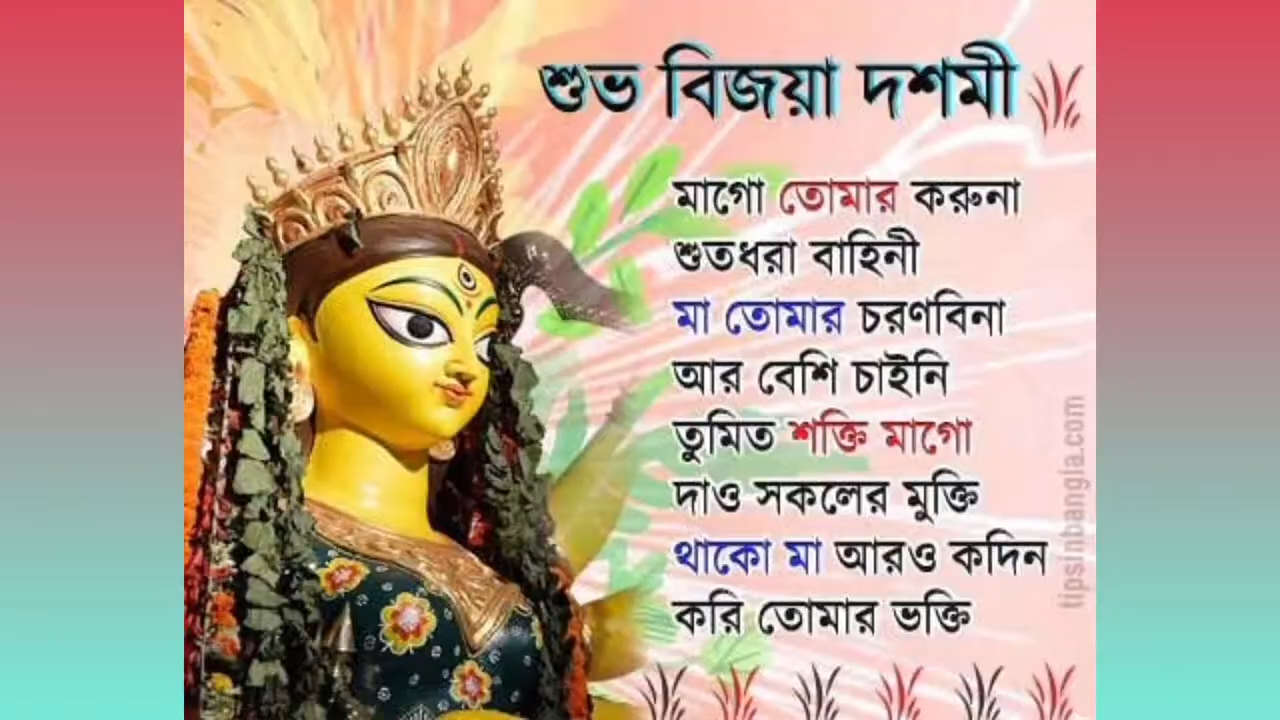 শুভ বিজয়া দশমী
মাগো তোমার করুনা
শুতধরা বাহিনী
মা তোমার চরণবিনা
আর বেশি চাইনি
তুমিত শক্তি মাগো
দাও সকলের মুক্তি
থাকো মা আরও কদিন
করি তোমার ভক্তি
tipsinbangla.com